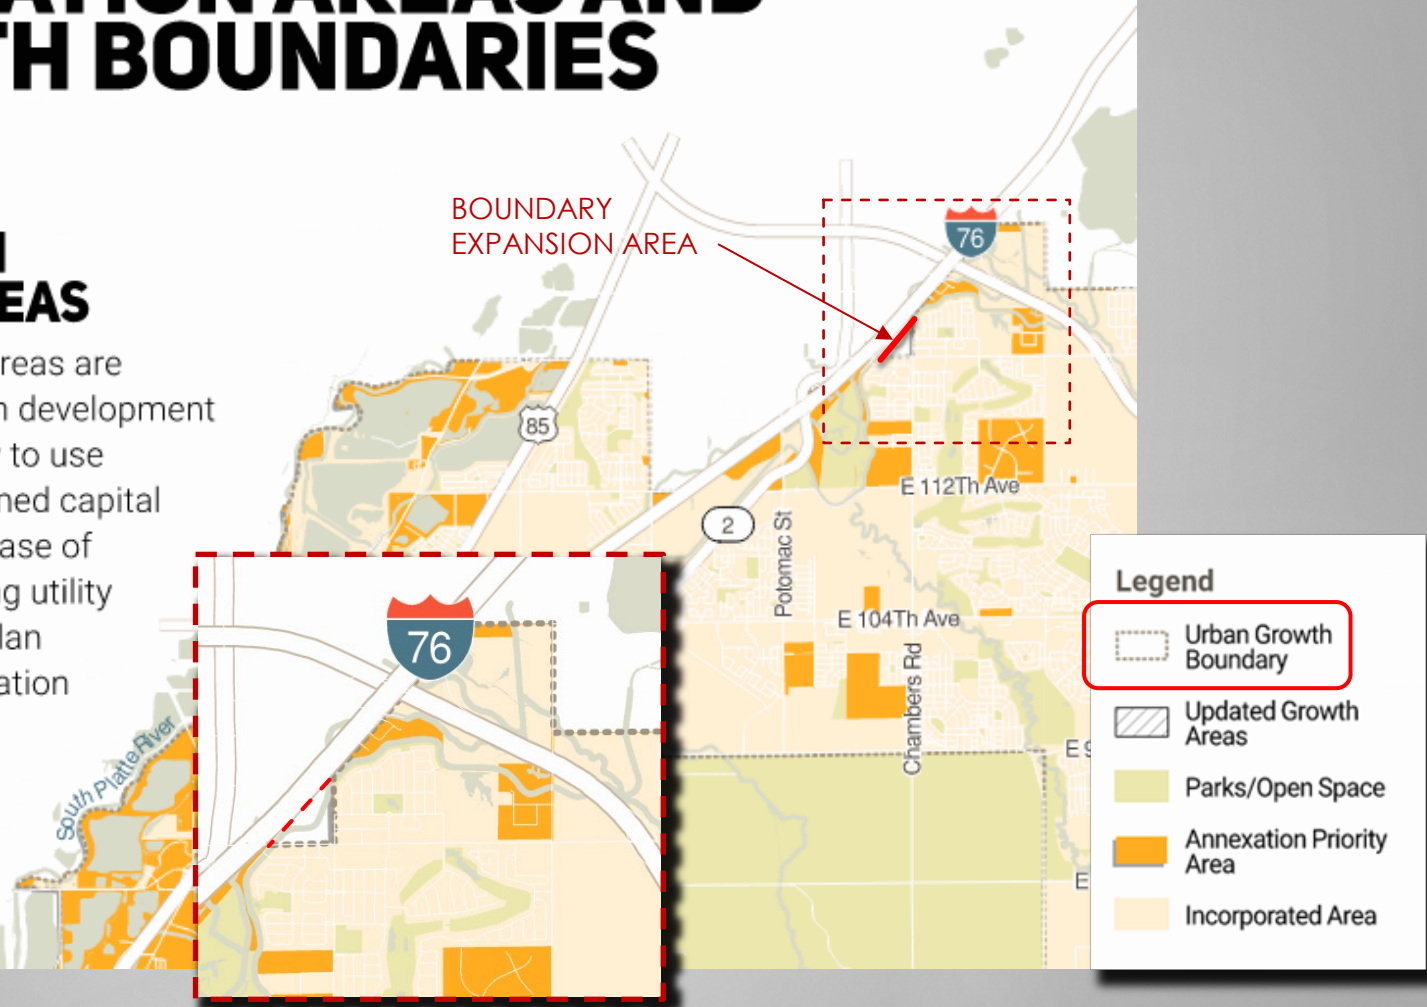 TH BOUNDARIES
EAS
reas are
n development
to use
ned capital
ase of
g utility
lan
ation
BOUNDARY
EXPANSION AREA
76
85
2
E 112Th Ave
Potomac St
E 104Th Ave
Chambers Rd
E 9
E
South Platte River
76
Legend
Urban Growth
Boundary
Updated Growth
Areas
Parks/Open Space
Annexation Priority
Area
Incorporated Area